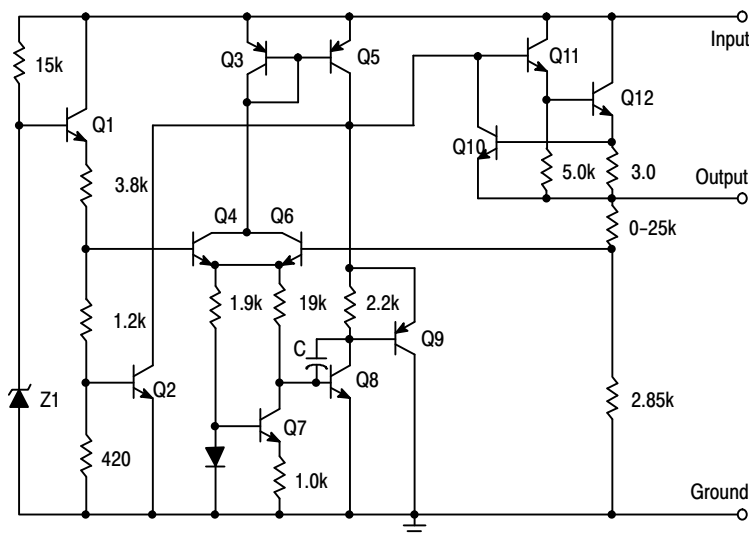 Input
15k
Q3
Q5
Q11
Q12
Q1
Q10
3.8k
5.0k
3.0
Output
Q4
Q6
0–25k
1.2k
1.9k
19k
2.2k
C
Q9
Z1
Q2
Q8
2.85k
Q7
420
1.0k
Ground